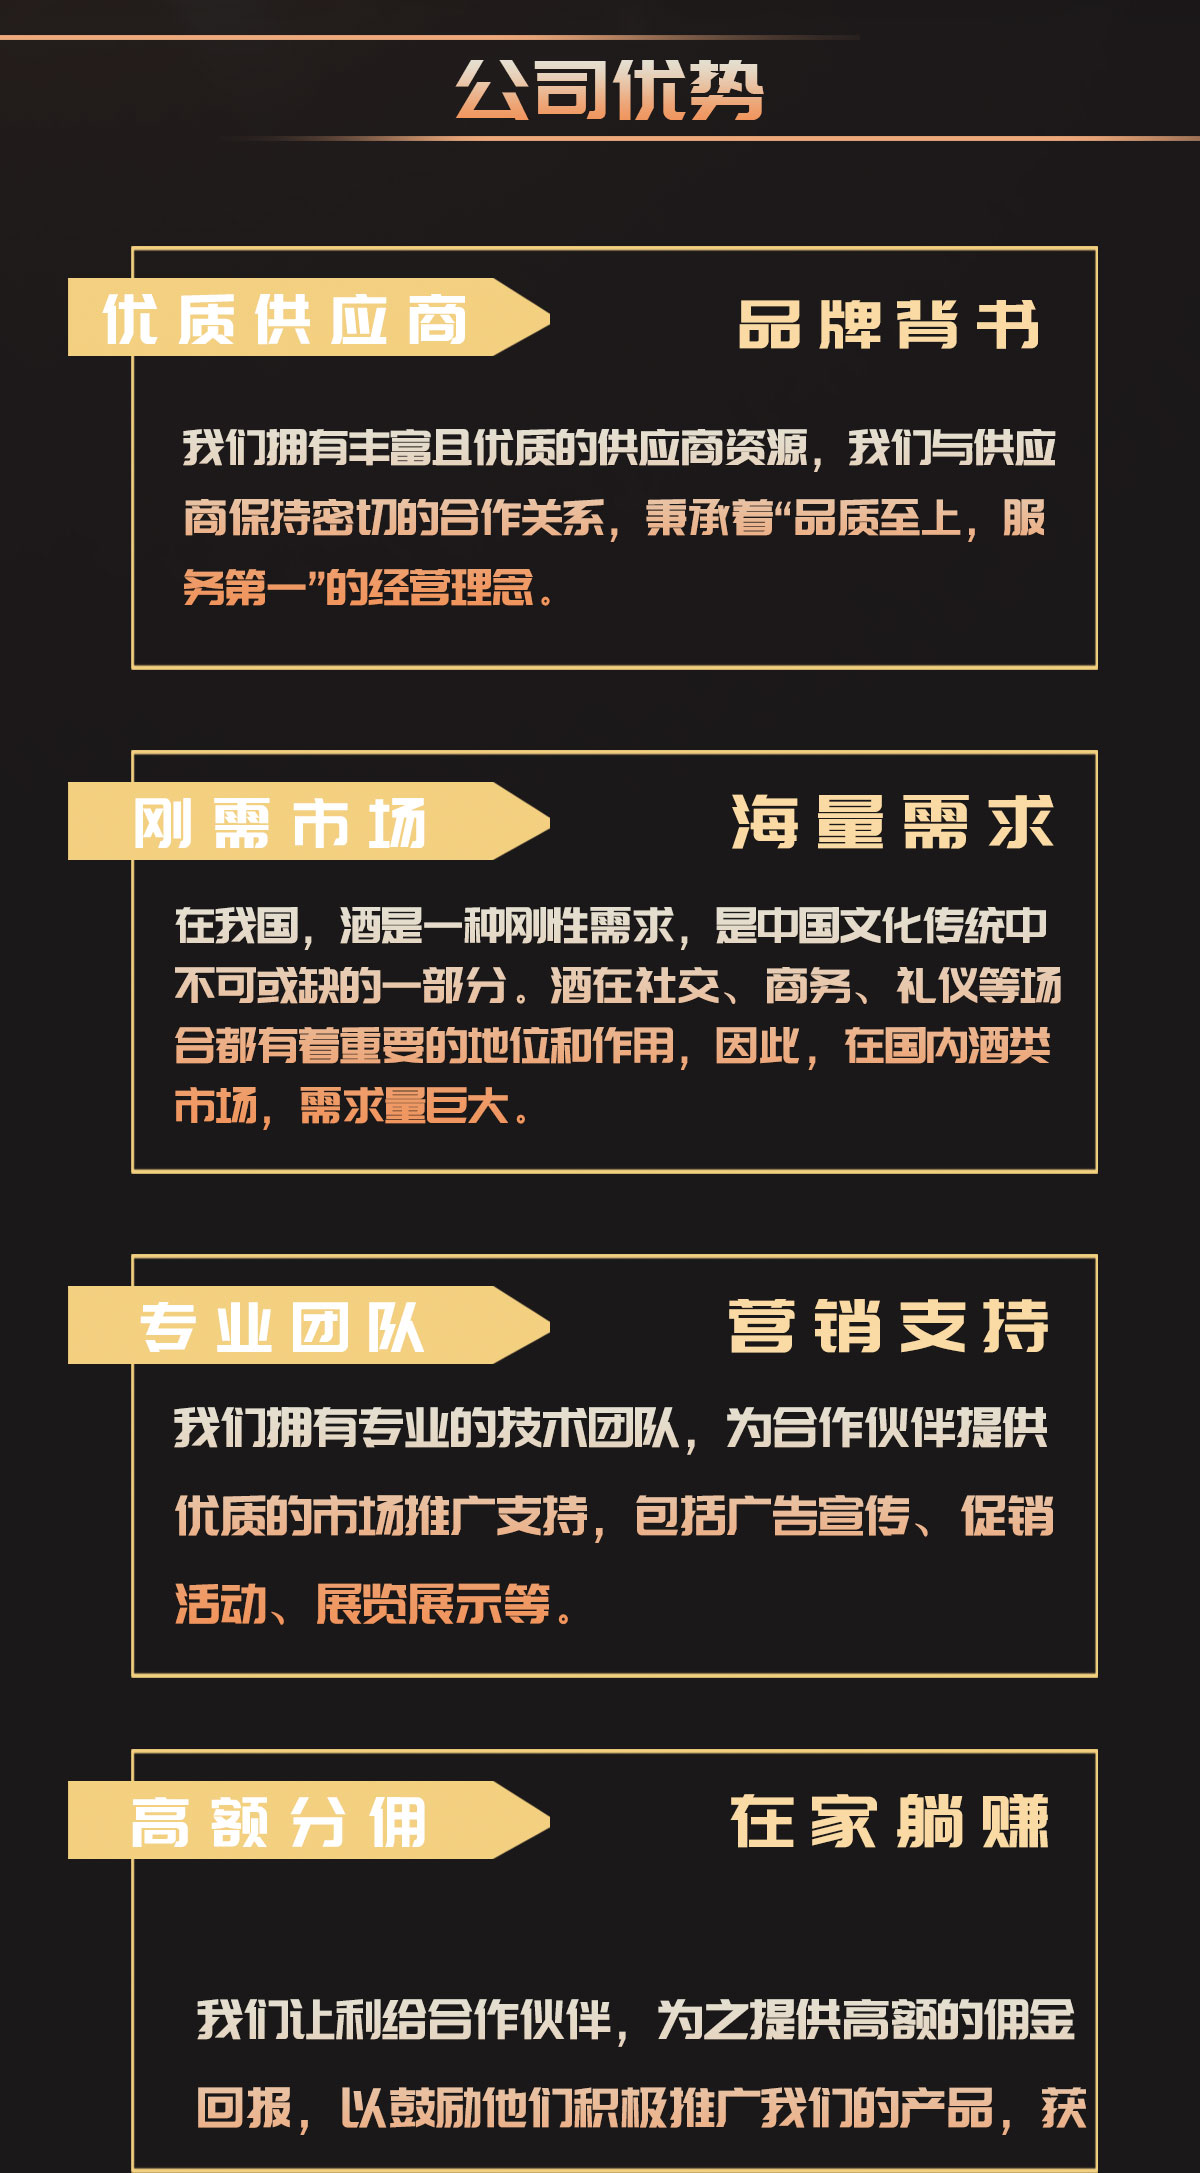 公司优势
优质供应商 品牌背书
我们拥有丰富且优质的供应商资源，我们与供应
商保持密切的合作关系，秉承着“品质至上，服
务第一”的经营理念。
刚需市场 海量需求
在我国，酒是一种刚性需求，是中国文化传统中
不可或缺的一部分。酒在社交、商务、礼仪等场
合都有着重要的地位和作用，因此，在国内酒类
市场，需求量巨大。
专业团队 营销支持
我们拥有专业的技术团队，为合作伙伴提供
优质的市场推广支持，包括广告宣传、促销
活动、展览展示等。
高额分佣 在家躺赚
我们让利给合作伙伴，为之提供高额的佣金
回报，以鼓励他们积极推广我们的产品，获